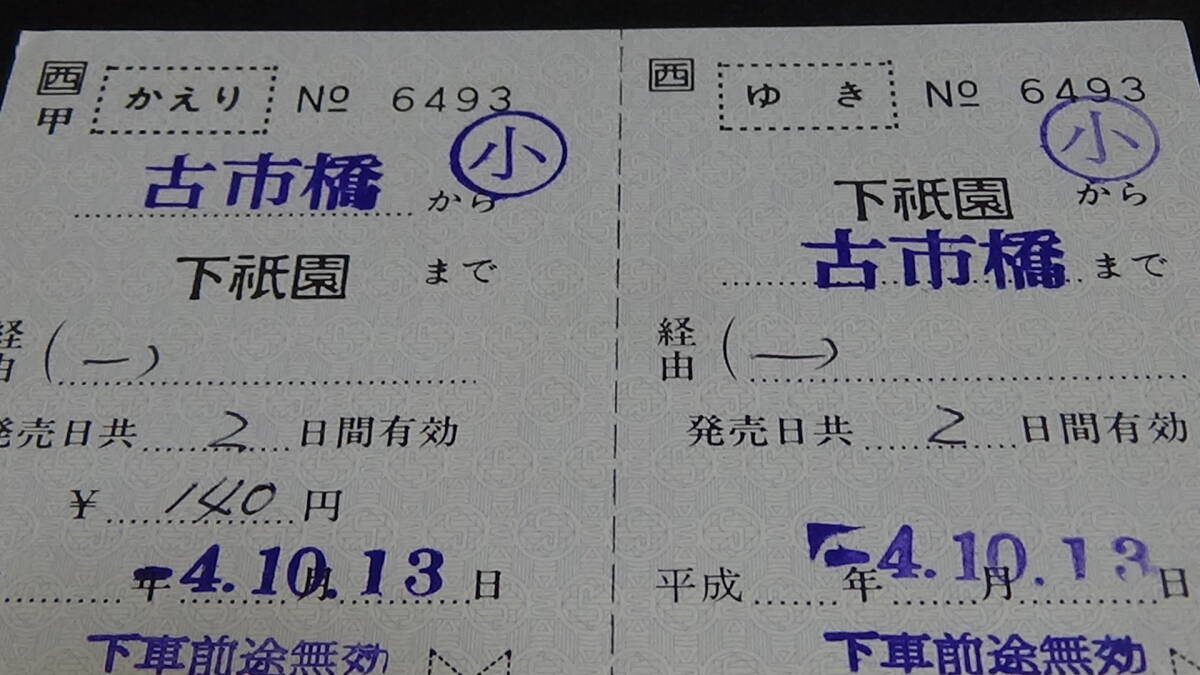 西 かえり № 6493
甲
小
古市橋 から
下祇園 まで
経由 (一)
発売日共 2 日間有効
¥ 140 円
年 -4.10.13 月 日
下車前途無効
西 ゆき № 6493
小
下祇園 から
古市橋 まで
経由 (一)
発売日共 2 日間有効
平成 年 -4.10.13 月 日
下車前途無効